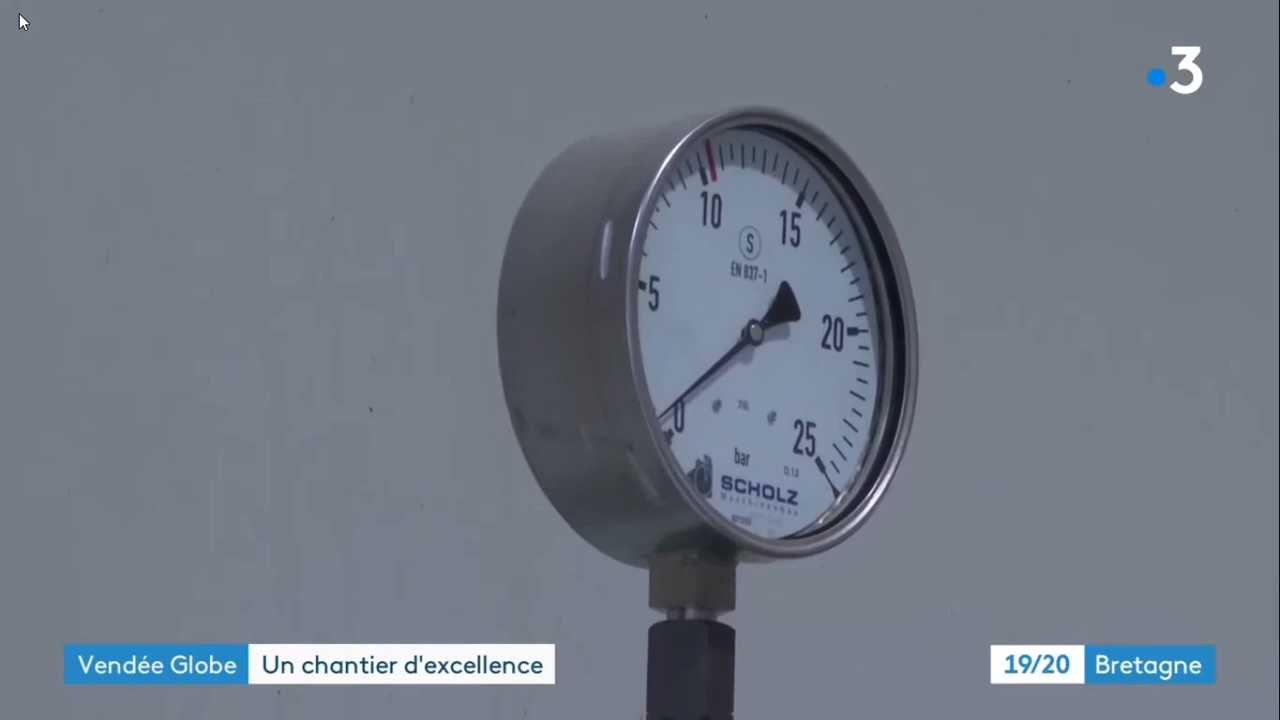 3
10
15
S
EN 837-1
5
20
0
25
bar
SCHOLZ
Maschinenbau
Vendée Globe Un chantier d'excellence
19/20 Bretagne